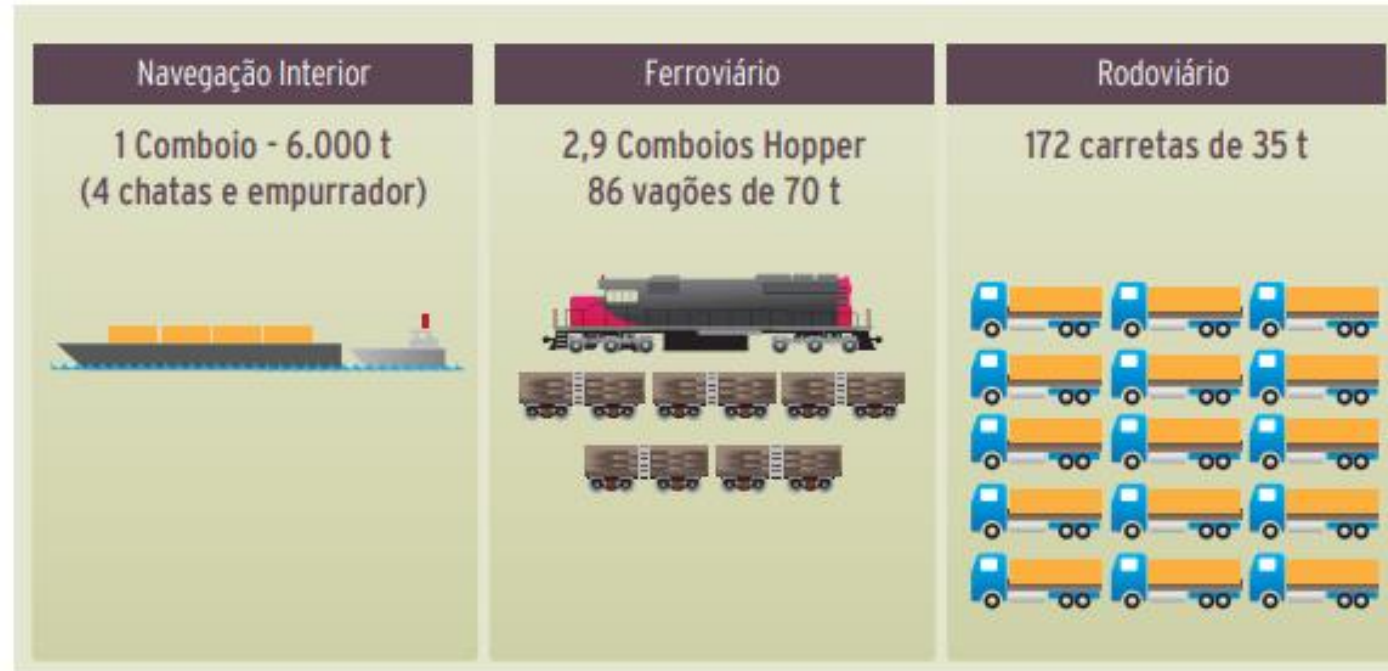 Navegação Interior
1 Comboio - 6.000 t
(4 chatas e empurrador)
Ferroviário
2,9 Comboios Hopper
86 vagões de 70 t
Rodoviário
172 carretas de 35 t